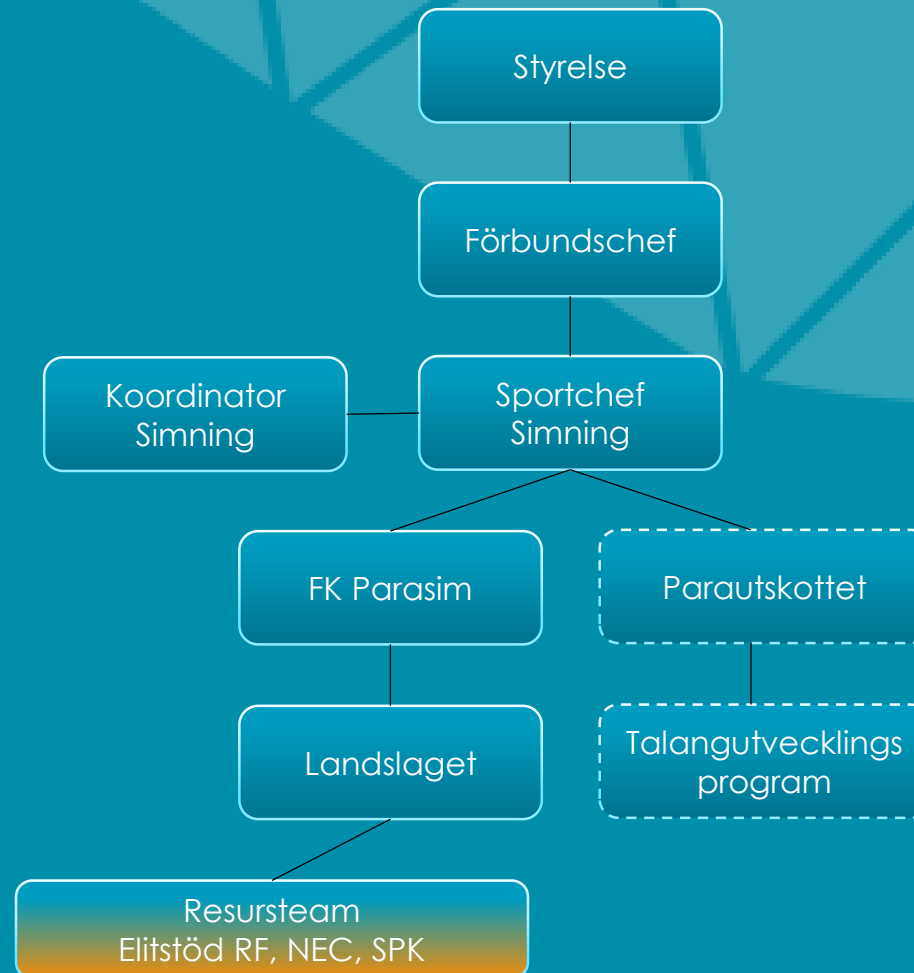 Styrelse
Förbundschef
Koordinator
Simning
Sportchef
Simning
FK Parasim
Parautskottet
Landslaget
Talangutvecklings
program
Resursteam
Elitstöd RF, NEC, SPK